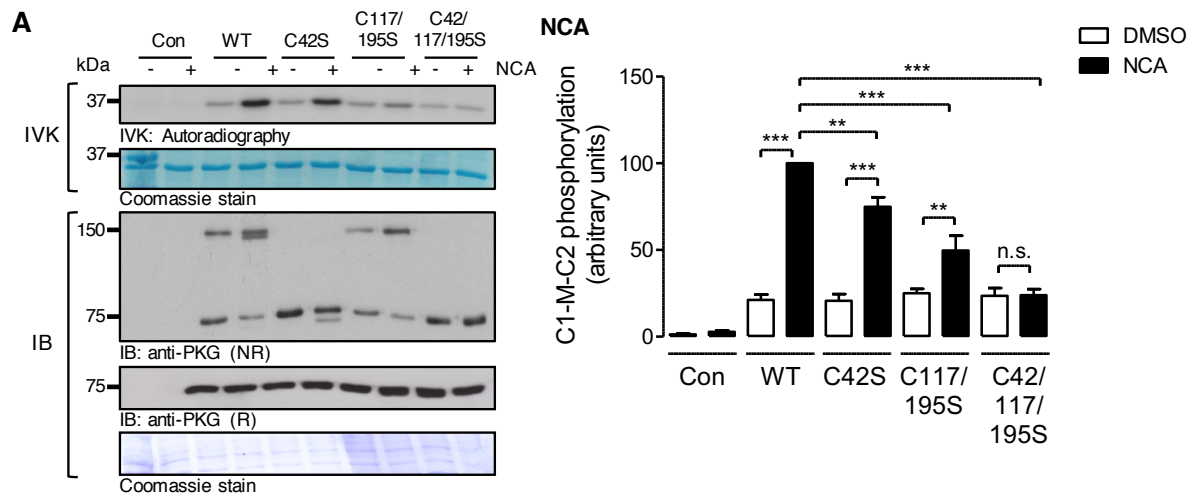 A
Con WT C42S C117/ 195S C42/ 117/195S
kDa - + - + - + - + - + NCA
IVK
37
IVK: Autoradiography
37
Coomassie stain
IB
150
75
IB: anti-PKG (NR)
75
IB: anti-PKG (R)
Coomassie stain
NCA
DMSO
NCA
C1-M-C2 phosphorylation
(arbitrary units)
150
100
50
0
***
***
**
***
***
**
n.s.
Con WT C42S C117/ C42/
195S 117/
195S